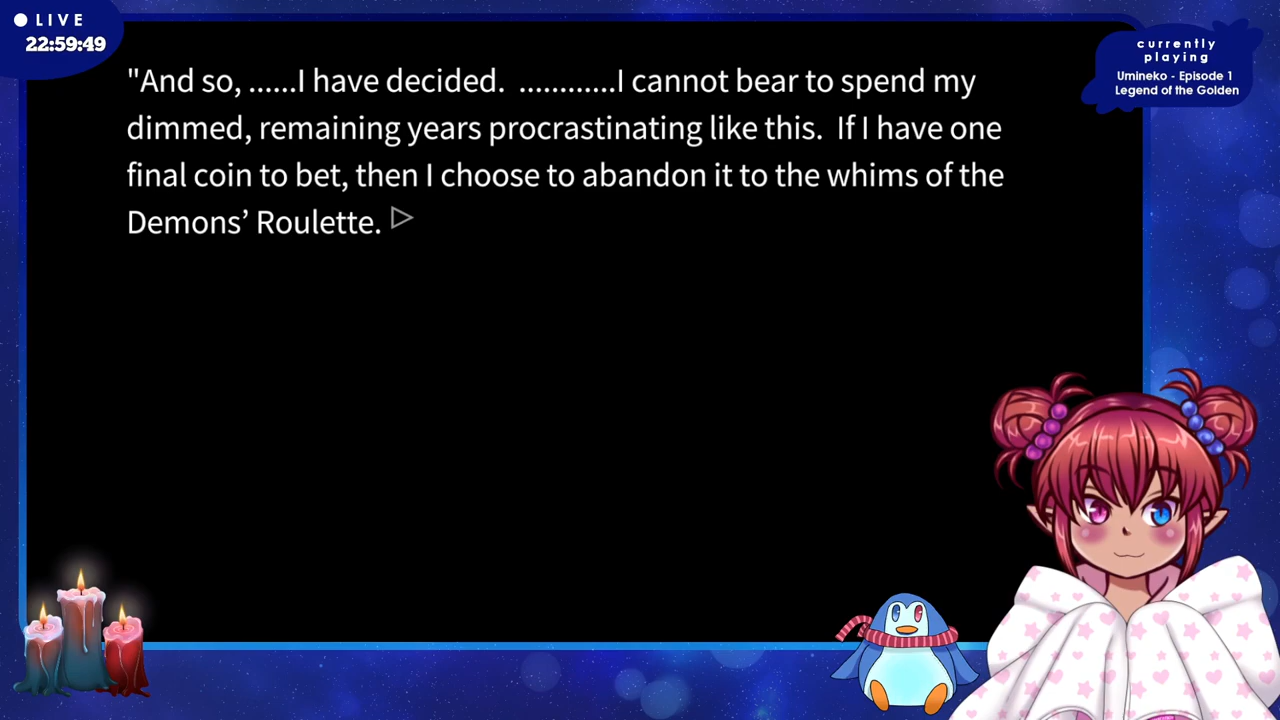 LIVE
22:59:49
currently
playing
Umineko - Episode 1
Legend of the Golden
"And so, ......I have decided.  ............I cannot bear to spend my
dimmed, remaining years procrastinating like this.  If I have one
final coin to bet, then I choose to abandon it to the whims of the
Demons’ Roulette.